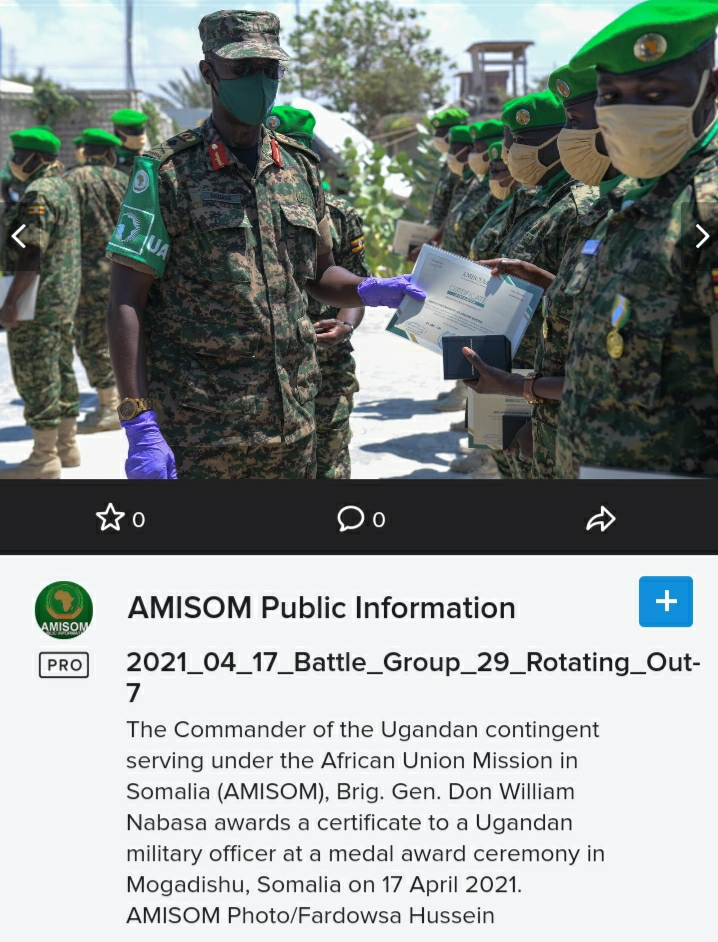 UA
AMISOM
CERTIFICATE
0
0
AMISOM
AMISOM Public Information
PRO
2021_04_17_Battle_Group_29_Rotating_Out-
7
The Commander of the Ugandan contingent
serving under the African Union Mission in
Somalia (AMISOM), Brig. Gen. Don William
Nabasa awards a certificate to a Ugandan
military officer at a medal award ceremony in
Mogadishu, Somalia on 17 April 2021.
AMISOM Photo/Fardowsa Hussein